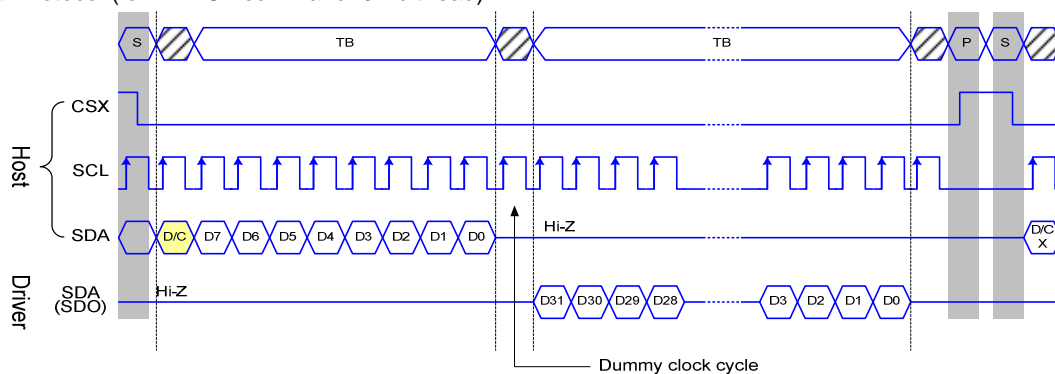 S TB TB P S
CSX
Host
SCL
SDA D/C D7 D6 D5 D4 D3 D2 D1 D0 Hi-Z D/C
X
Driver
SDA Hi-Z
(SDO) D31 D30 D29 D28 D3 D2 D1 D0
Dummy clock cycle